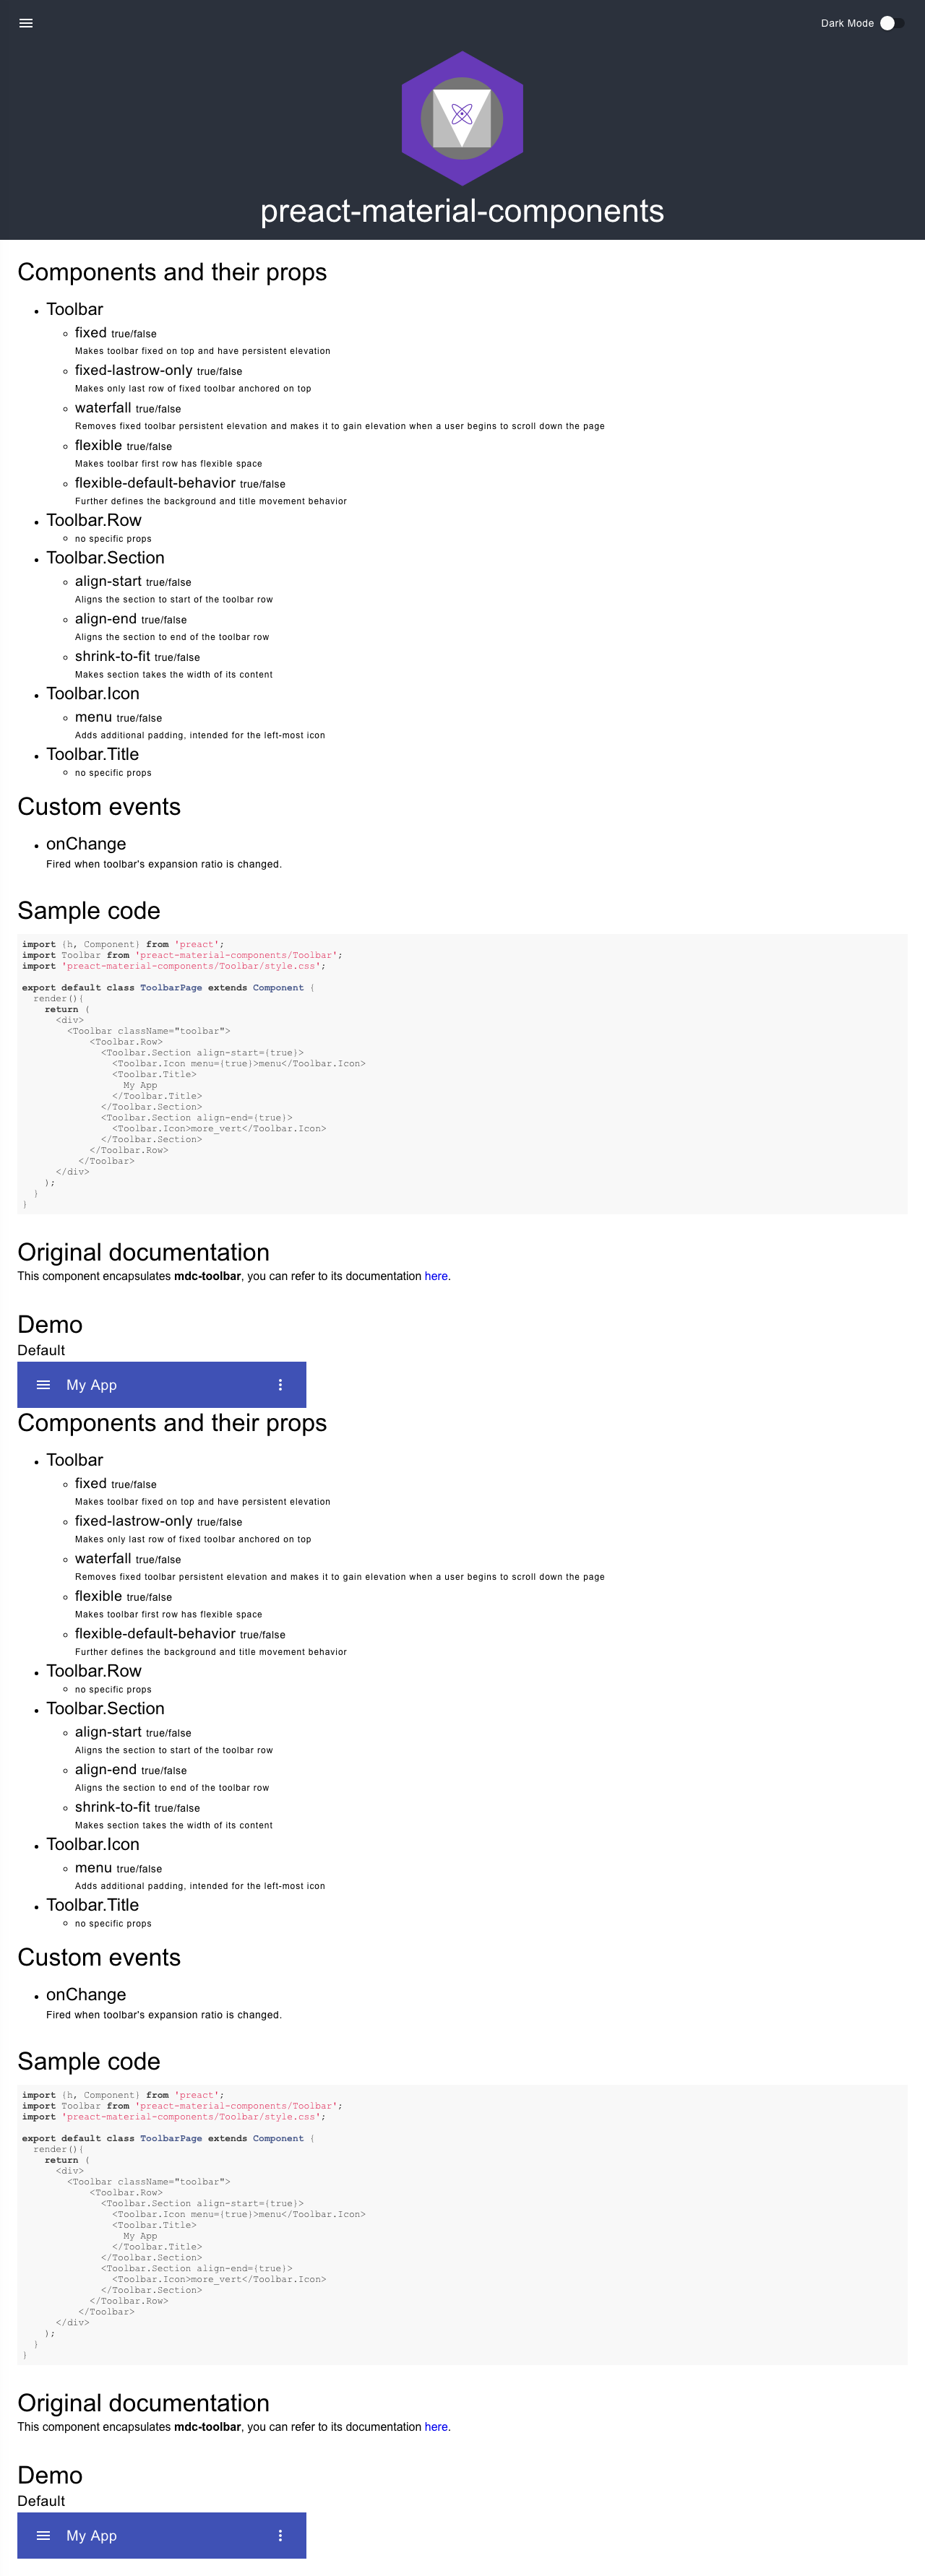 Dark Mode
preact-material-components
Components and their props
Toolbar
fixed true/false
Makes toolbar fixed on top and have persistent elevation
fixed-lastrow-only true/false
Makes only last row of fixed toolbar anchored on top
waterfall true/false
Removes fixed toolbar persistent elevation and makes it to gain elevation when a user begins to scroll down the page
flexible true/false
Makes toolbar first row has flexible space
flexible-default-behavior true/false
Further defines the background and title movement behavior
Toolbar.Row
no specific props
Toolbar.Section
align-start true/false
Aligns the section to start of the toolbar row
align-end true/false
Aligns the section to end of the toolbar row
shrink-to-fit true/false
Makes section takes the width of its content
Toolbar.Icon
menu true/false
Adds additional padding, intended for the left-most icon
Toolbar.Title
no specific props
Custom events
onChange
Fired when toolbar's expansion ratio is changed.
Sample code
import {h, Component} from 'preact';
import Toolbar from 'preact-material-components/Toolbar';
import 'preact-material-components/Toolbar/style.css';
export default class ToolbarPage extends Component {
render(){
return (
<div>
<Toolbar className="toolbar">
<Toolbar.Row>
<Toolbar.Section align-start={true}>
<Toolbar.Icon menu={true}>menu</Toolbar.Icon>
<Toolbar.Title>
My App
</Toolbar.Title>
</Toolbar.Section>
<Toolbar.Section align-end={true}>
<Toolbar.Icon>more_vert</Toolbar.Icon>
</Toolbar.Section>
</Toolbar.Row>
</Toolbar>
</div>
);
}
}
Original documentation
This component encapsulates mdc-toolbar, you can refer to its documentation here.
Demo
Default
My App
Components and their props
Toolbar
fixed true/false
Makes toolbar fixed on top and have persistent elevation
fixed-lastrow-only true/false
Makes only last row of fixed toolbar anchored on top
waterfall true/false
Removes fixed toolbar persistent elevation and makes it to gain elevation when a user begins to scroll down the page
flexible true/false
Makes toolbar first row has flexible space
flexible-default-behavior true/false
Further defines the background and title movement behavior
Toolbar.Row
no specific props
Toolbar.Section
align-start true/false
Aligns the section to start of the toolbar row
align-end true/false
Aligns the section to end of the toolbar row
shrink-to-fit true/false
Makes section takes the width of its content
Toolbar.Icon
menu true/false
Adds additional padding, intended for the left-most icon
Toolbar.Title
no specific props
Custom events
onChange
Fired when toolbar's expansion ratio is changed.
Sample code
import {h, Component} from 'preact';
import Toolbar from 'preact-material-components/Toolbar';
import 'preact-material-components/Toolbar/style.css';
export default class ToolbarPage extends Component {
render(){
return (
<div>
<Toolbar className="toolbar">
<Toolbar.Row>
<Toolbar.Section align-start={true}>
<Toolbar.Icon menu={true}>menu</Toolbar.Icon>
<Toolbar.Title>
My App
</Toolbar.Title>
</Toolbar.Section>
<Toolbar.Section align-end={true}>
<Toolbar.Icon>more_vert</Toolbar.Icon>
</Toolbar.Section>
</Toolbar.Row>
</Toolbar>
</div>
);
}
}
Original documentation
This component encapsulates mdc-toolbar, you can refer to its documentation here.
Demo
Default
My App